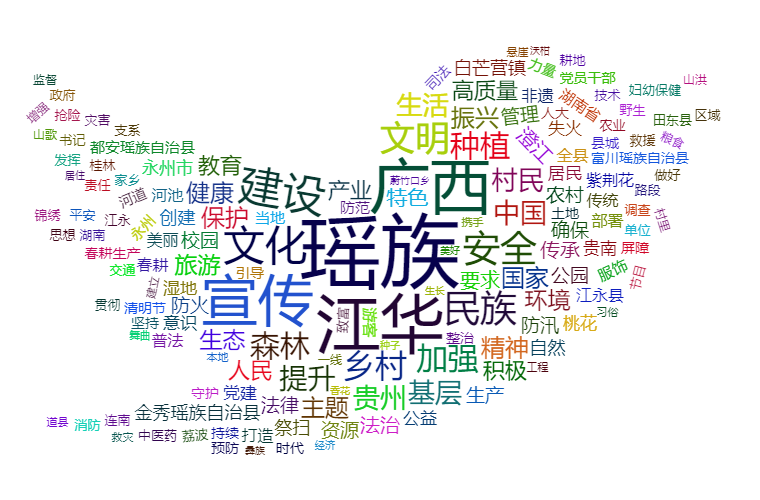 悬崖
沃柑
监督
白芒营镇
力量
耕地
司法
党员干部
山洪
政府
高质量
妇幼保健
增强
抢险
生活
非遗
湖南省
技术
野生
灾害
振兴
管理
人大
田东县
区域
山歌
书记
支系
文明
种植
澄江
失火
农业
都安瑶族自治县
县城
救援
粮食
发挥
桂林
永州市
教育
广西
全县
富川瑶族自治县
居住
家乡
蔚竹口乡
村民
居民
紫荆花
做好
责任
河道
河池
健康
建设
产业
特色
农村
路段
锦绣
平安
江永
永州
创建
保护
当地
防范
中国
土地
传统
调查
村里
思想
湖南
美丽
校园
文化
瑶族
携手
安全
确保
部署
单位
春耕生产
美好
传承
贵南
屏障
交通
春耕
旅游
引导
要求
国家
公园
服饰
节目
建立
湿地
宣传
生长
民族
环境
江永县
贯彻
清明节
防火
致富
游客
江华
习俗
坚持
意识
防汛
桃花
舞曲
普法
生态
森林
整治
精神
自然
本地
一线
种子
乡村
加强
积极
工程
人民
提升
守护
党建
香花
贵州
基层
生产
金秀瑶族自治县
法律
主题
道县
消防
连南
祭扫
资源
法治
公益
救灾
中医药
荔波
持续
打造
预防
彝族
时代
经济